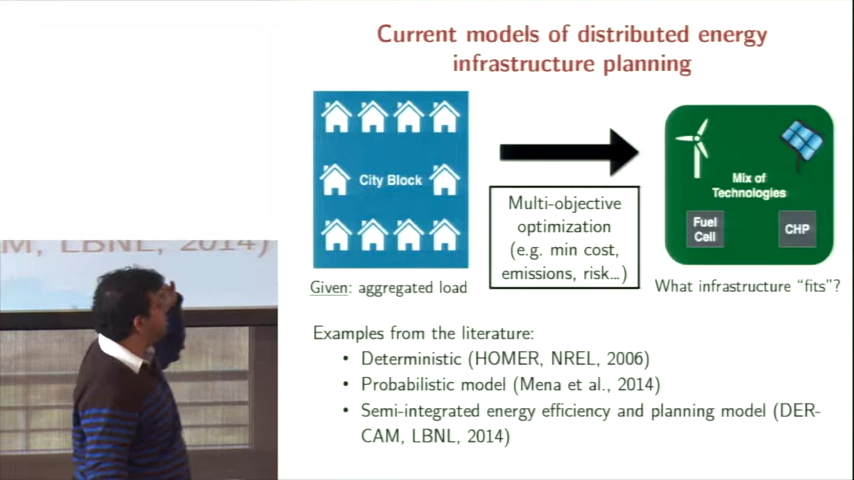 Current models of distributed energy
infrastructure planning
City Block
Given: aggregated load
Multi-objective
optimization
(e.g. min cost,
emissions, risk...)
Mix of
Technologies
Fuel
Cell
CHP
What infrastructure "fits"?
Examples from the literature:
• Deterministic (HOMER, NREL, 2006)
• Probabilistic model (Mena et al., 2014)
• Semi-integrated energy efficiency and planning model (DER-
CAM, LBNL, 2014)
M, LBNL, 2014)